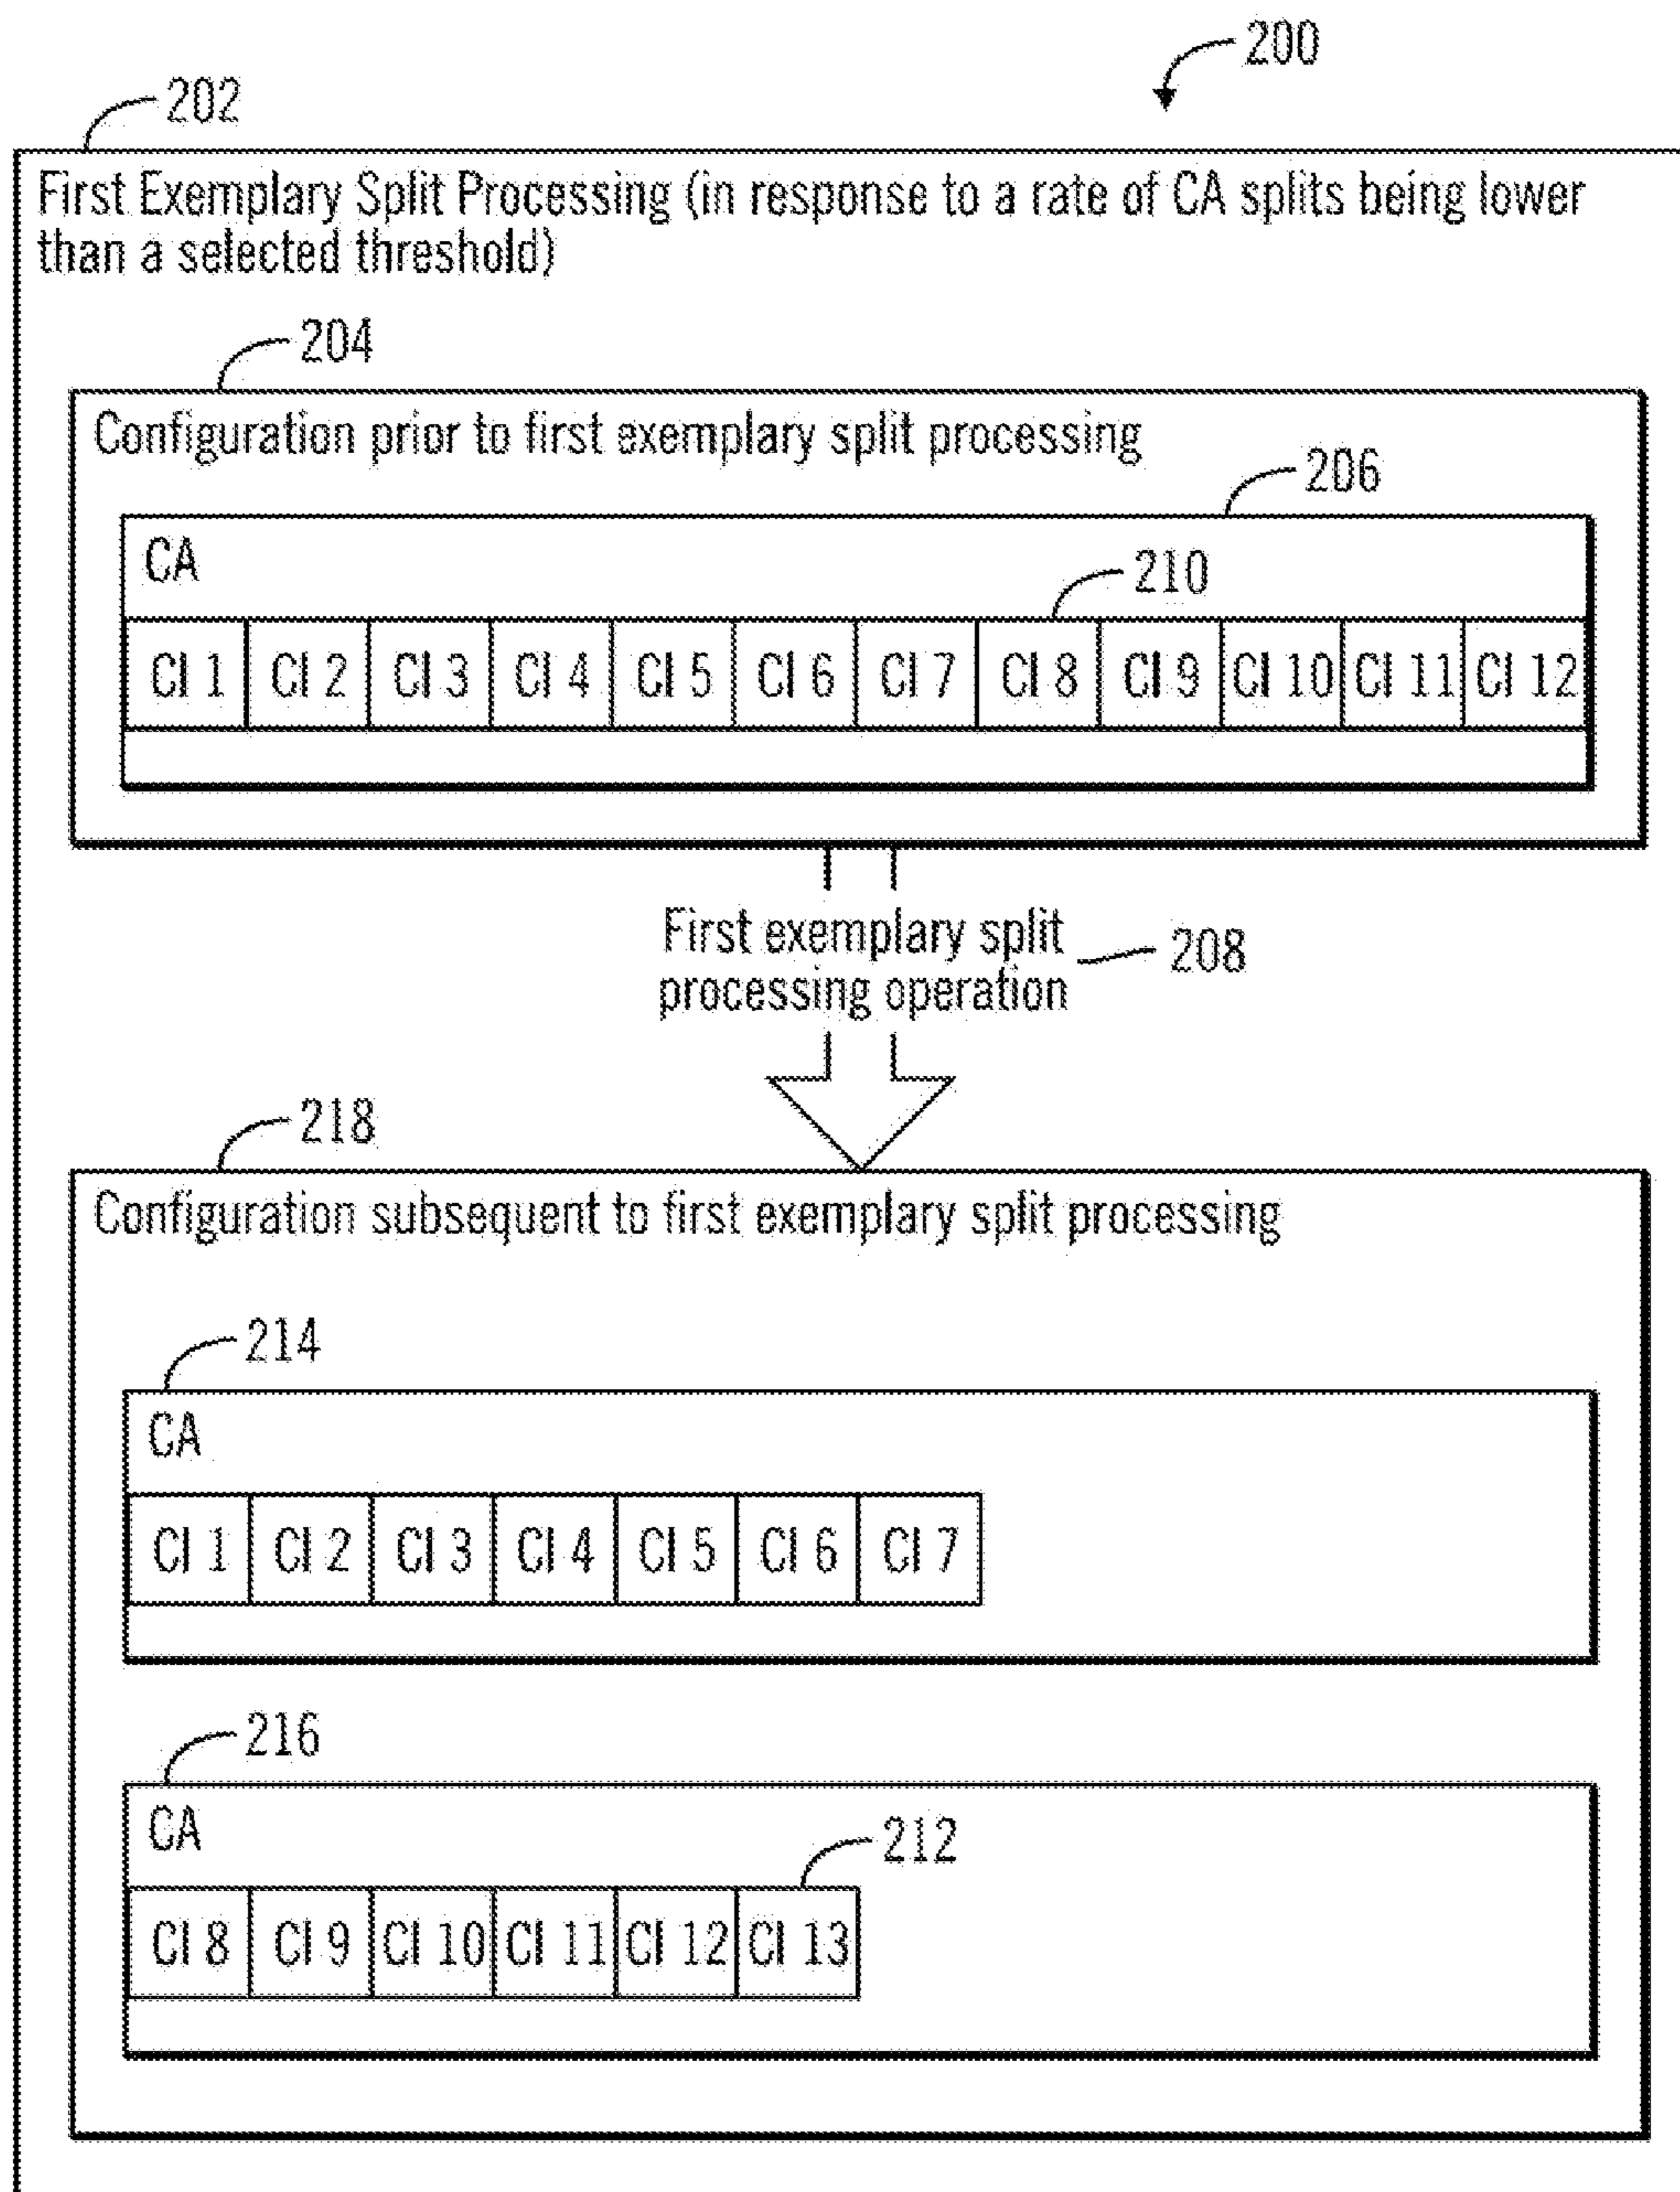 200
202
First Exemplary Split Processing (in response to a rate of CA splits being lower
than a selected threshold)
204
Configuration prior to first exemplary split processing
206
CA
210
CI 1 CI 2 CI 3 CI 4 CI 5 CI 6 CI 7 CI 8 CI 9 CI 10 CI 11 CI 12
First exemplary split
processing operation
208
218
Configuration subsequent to first exemplary split processing
214
CA
CI 1 CI 2 CI 3 CI 4 CI 5 CI 6 CI 7
216
CA
212
CI 8 CI 9 CI 10 CI 11 CI 12 CI 13